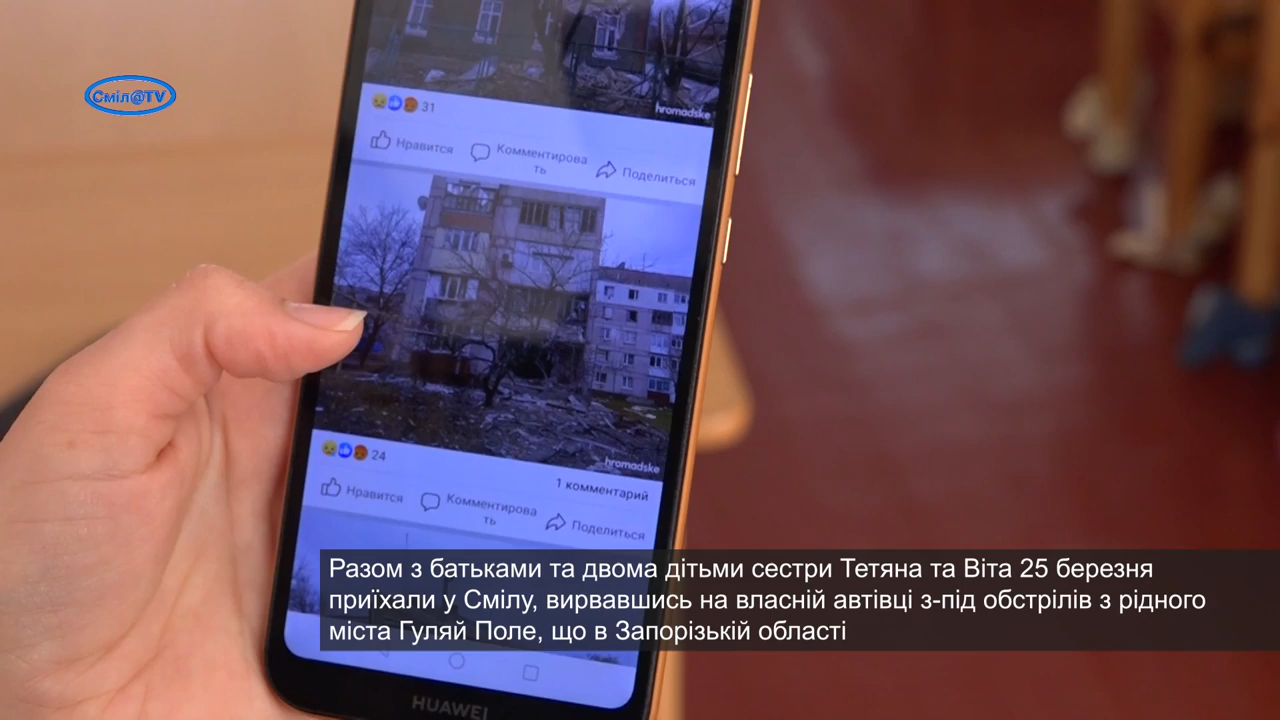 Сміл@TV
31
hromadske
Нравится
Комментирова
ть
Поделиться
24
hromadske
1 комментарий
Нравится
Комментирова
ть
Поделиться
Разом з батьками та двома дітьми сестри Тетяна та Віта 25 березня
приїхали у Смілу, вирвавшись на власній автівці з-під обстрілів з рідного
міста Гуляй Поле, що в Запорізькій області
HUAWEI